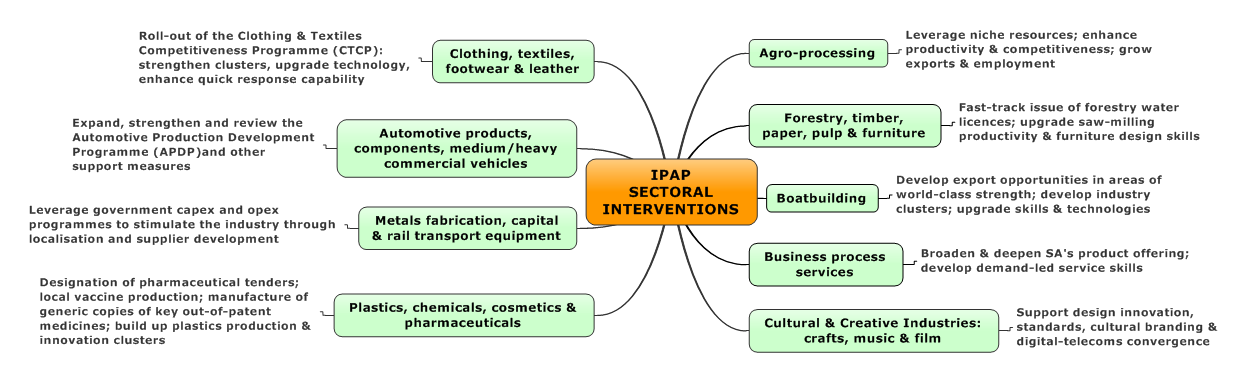 IPAP
SECTORAL
INTERVENTIONS
Roll-out of the Clothing & Textiles
Competitiveness Programme (CTCP):
strengthen clusters, upgrade technology,
enhance quick response capability
Clothing, textiles,
footwear & leather
Expand, strengthen and review the
Automotive Production Development
Programme (APDP)and other
support measures
Automotive products,
components, medium/heavy
commercial vehicles
Leverage government capex and opex
programmes to stimulate the industry through
localisation and supplier development
Metals fabrication, capital
& rail transport equipment
Designation of pharmaceutical tenders;
local vaccine production; manufacture of
generic copies of key out-of-patent
medicines; build up plastics production &
innovation clusters
Plastics, chemicals, cosmetics &
pharmaceuticals
Agro-processing
Leverage niche resources; enhance
productivity & competitiveness; grow
exports & employment
Forestry, timber,
paper, pulp & furniture
Fast-track issue of forestry water
licences; upgrade saw-milling
productivity & furniture design skills
Boatbuilding
Develop export opportunities in areas of
world-class strength; develop industry
clusters; upgrade skills & technologies
Business process
services
Broaden & deepen SA's product offering;
develop demand-led service skills
Cultural & Creative Industries:
crafts, music & film
Support design innovation,
standards, cultural branding &
digital-telecoms convergence